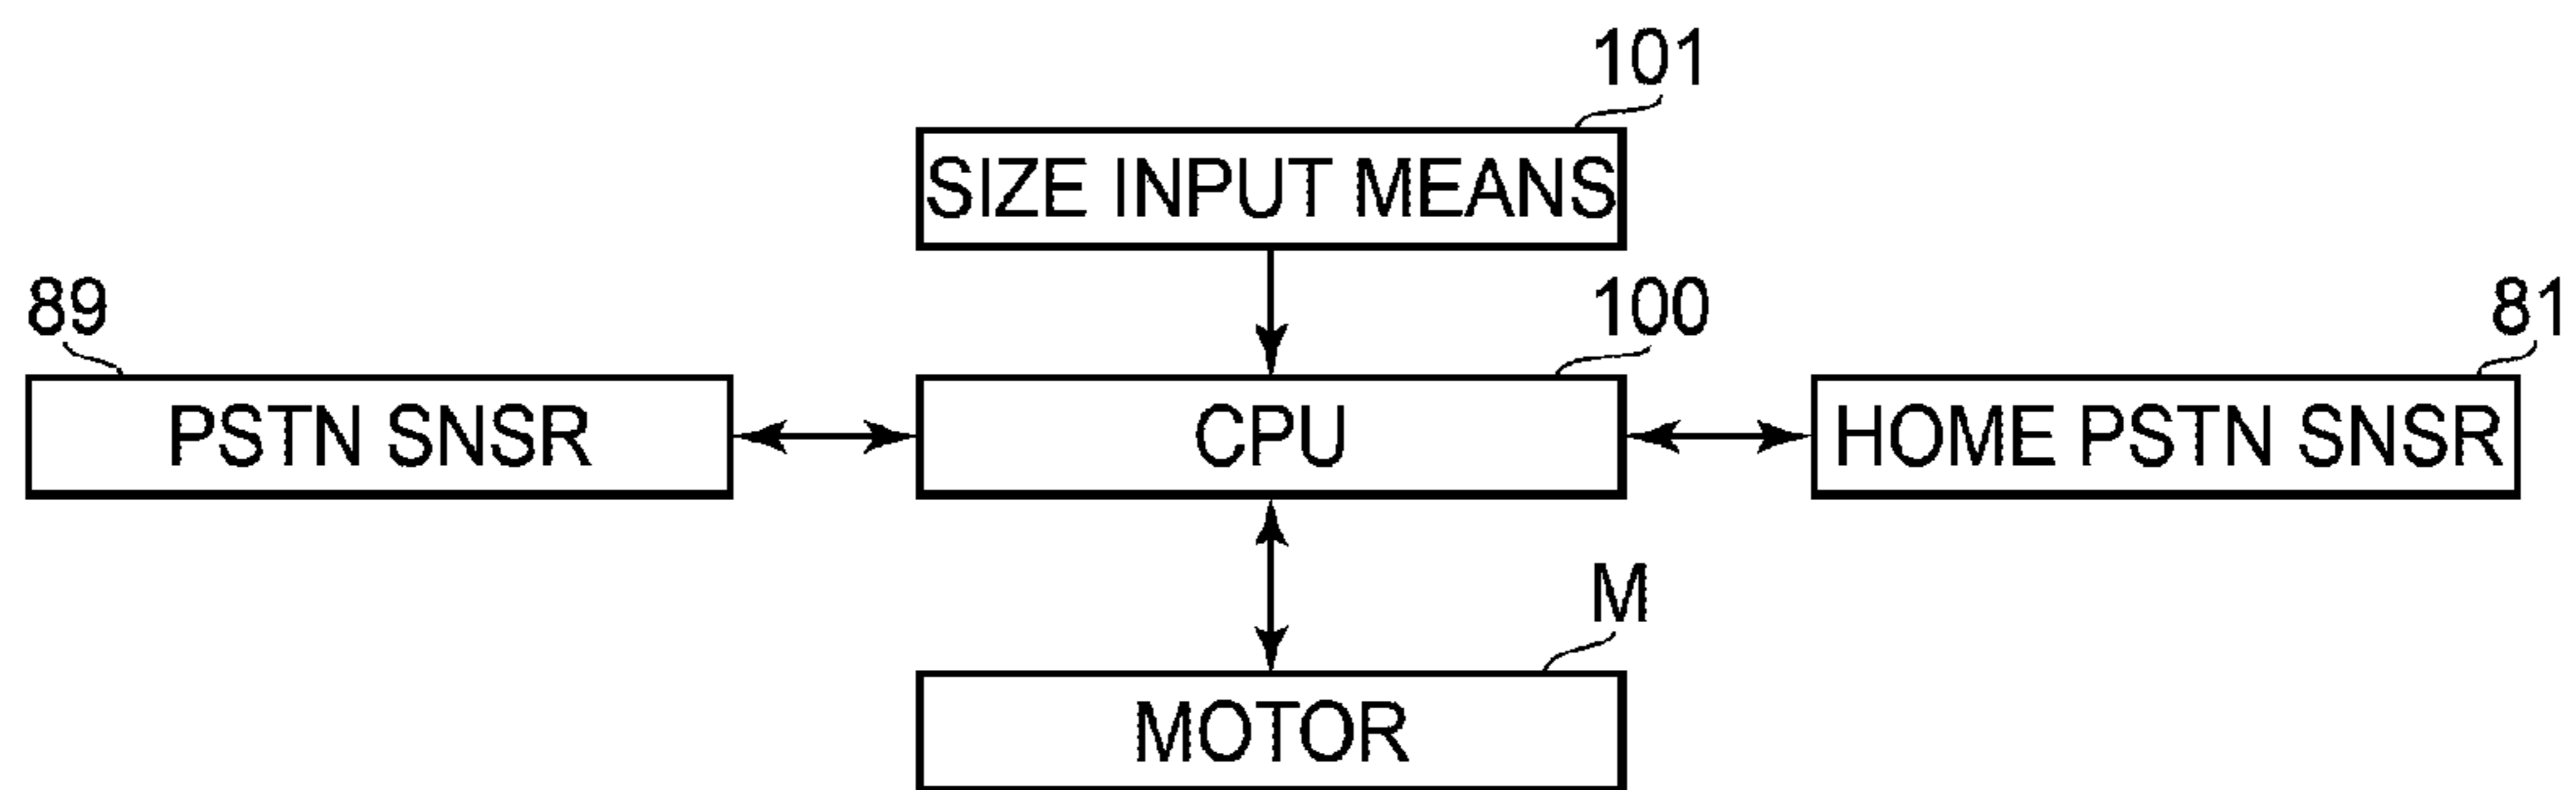 101
SIZE INPUT MEANS
89
100
81
PSTN SNSR
CPU
HOME PSTN SNSR
M
MOTOR